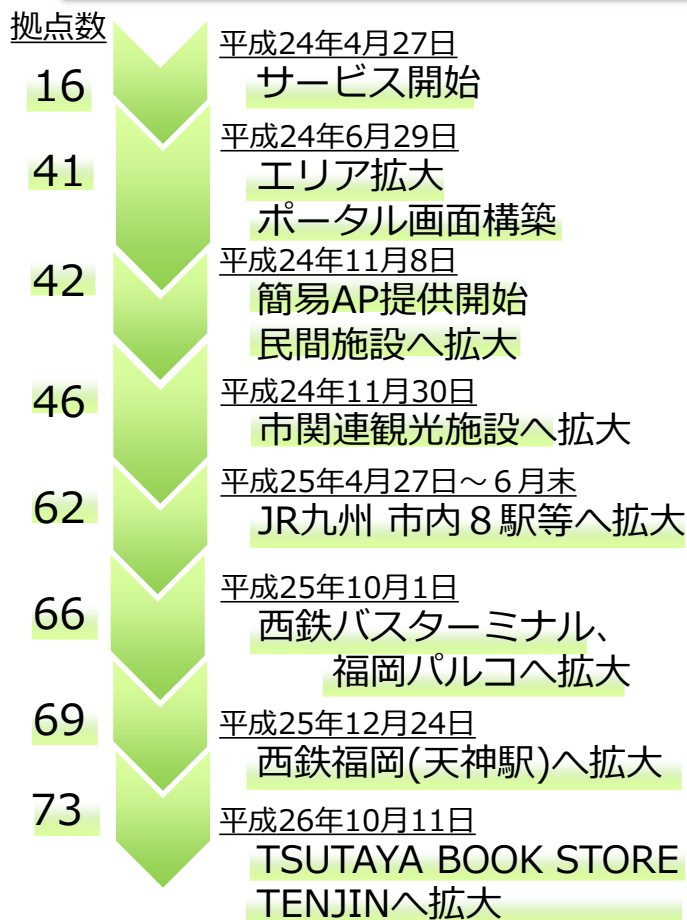 拠点数
平成24年4月27日
16
サービス開始
平成24年6月29日
41
エリア拡大
ポータル画面構築
平成24年11月8日
42
簡易AP提供開始
民間施設へ拡大
平成24年11月30日
46
市関連観光施設へ拡大
平成25年4月27日～６月末
62
JR九州 市内８駅等へ拡大
平成25年10月1日
66
西鉄バスターミナル、
福岡パルコへ拡大
平成25年12月24日
69
西鉄福岡(天神駅)へ拡大
平成26年10月11日
73
TSUTAYA BOOK STORE
TENJINへ拡大